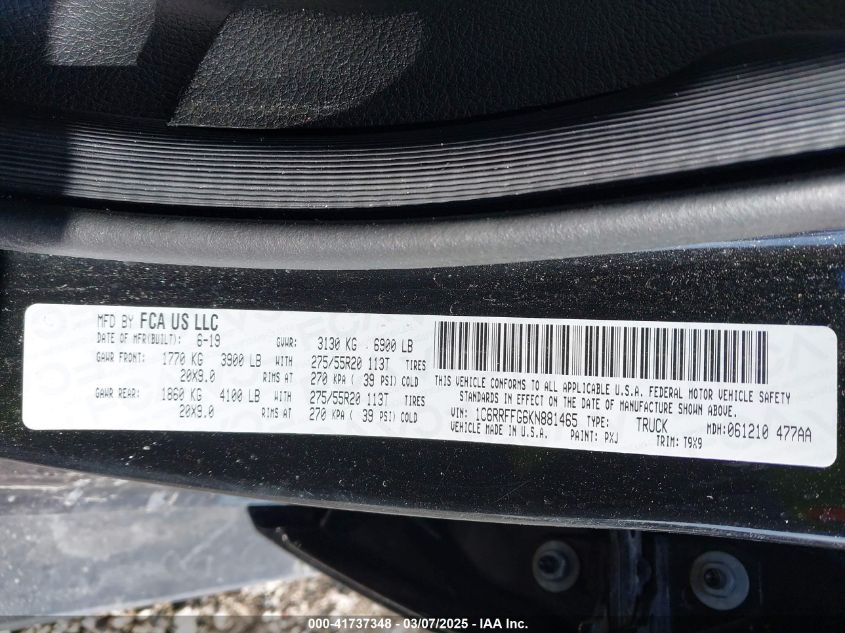 MFD BY FCA US LLC
DATE OF MFR(BUILT): 6-19 GVWR: 3130 KG 6900 LB
GAWR FRONT: 1770 KG 3900 LB WITH 275/55R20 113T TIRES
20X9.0 RIMS AT 270 KPA ( 39 PSI) COLD
GAWR REAR: 1860 KG 4100 LB WITH 275/55R20 113T TIRES
20X9.0 RIMS AT 270 KPA ( 39 PSI) COLD
THIS VEHICLE CONFORMS TO ALL APPLICABLE U.S.A. FEDERAL MOTOR VEHICLE SAFETY
STANDARDS IN EFFECT ON THE DATE OF MANUFACTURE SHOWN ABOVE.
VIN: 1C6RRFFG6KN881465 TYPE: TRUCK MDH: 061210 477AA
VEHICLE MADE IN U.S.A. PAINT: PXJ TRIM: T9X9
000-41737348 - 03/07/2025 - IAA Inc.